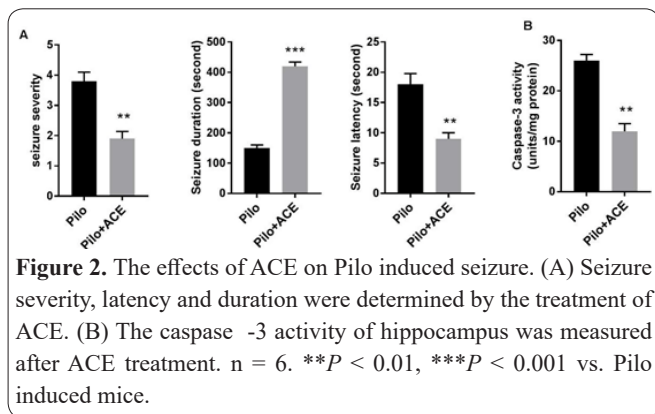 A
B
seizure severity
5
4
3
2
1
0
**
Pilo
Pilo+ACE
Seizure duration (second)
500
400
300
200
100
0
***
Pilo
Pilo+ACE
Seizure latency (second)
25
20
15
10
5
0
**
Pilo
Pilo+ACE
Caspase-3 activity
(units/mg protein)
30
20
10
0
**
Pilo
Pilo+ACE
Figure 2. The effects of ACE on Pilo induced seizure. (A) Seizure
severity, latency and duration were determined by the treatment of
ACE. (B) The caspase -3 activity of hippocampus was measured
after ACE treatment. n = 6. **P < 0.01, ***P < 0.001 vs. Pilo
induced mice.